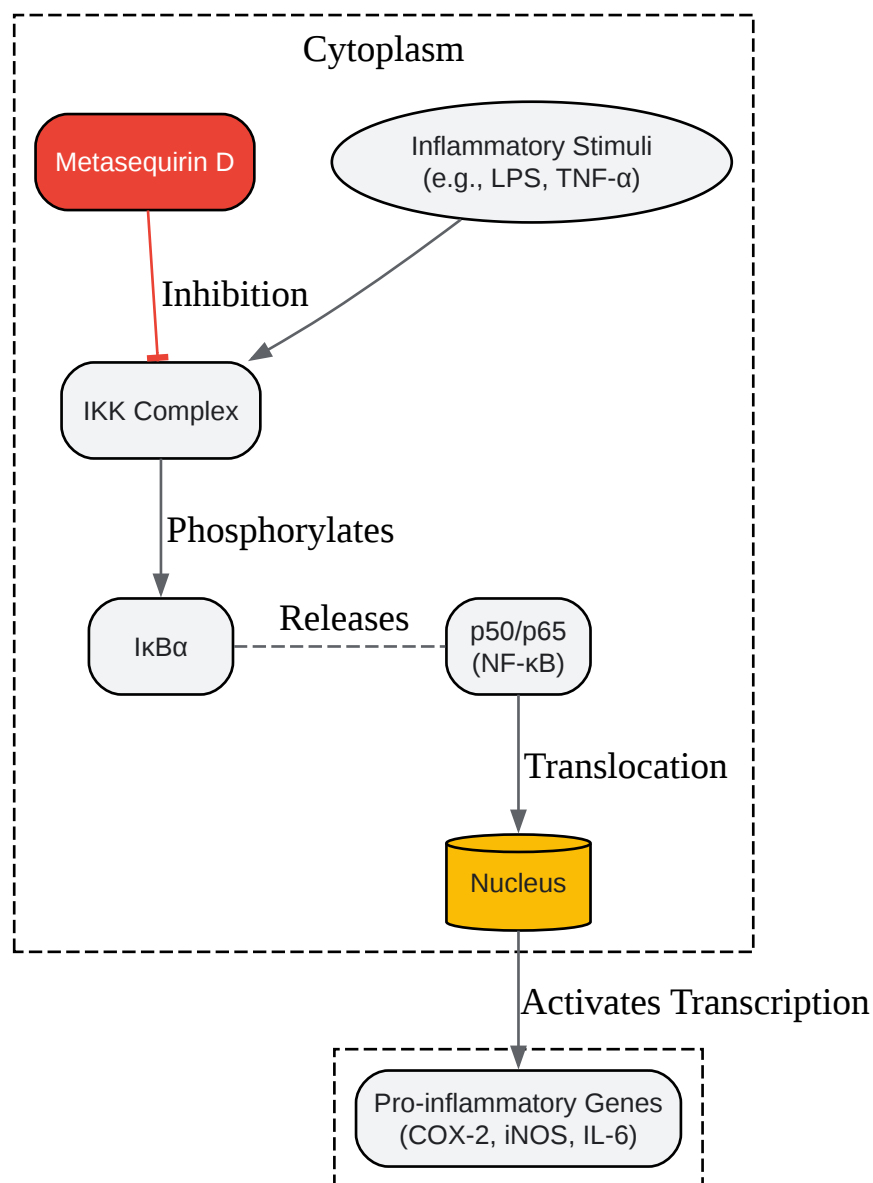 Cytoplasm
Metasequirin D
Inflammatory Stimuli
(e.g., LPS, TNF-α)
Inhibition
IKK Complex
Phosphorylates
IκBα
Releases
p50/p65
(NF-κB)
Translocation
Nucleus
Activates Transcription
Pro-inflammatory Genes
(COX-2, iNOS, IL-6)